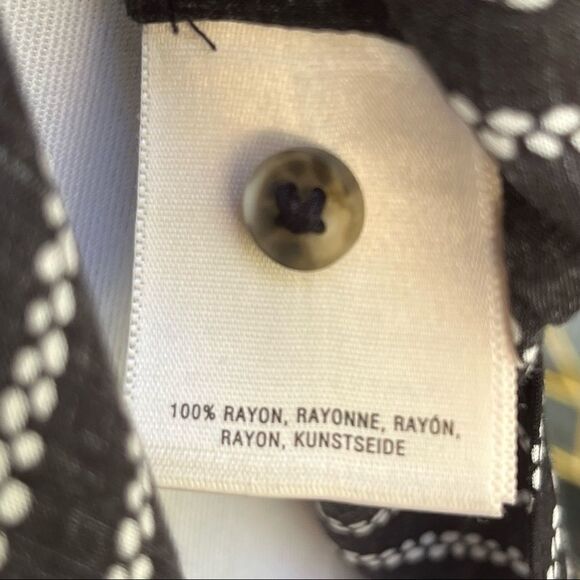 100% RAYON, RAYONNE, RAYÓN,
RAYON, KUNSTSEIDE